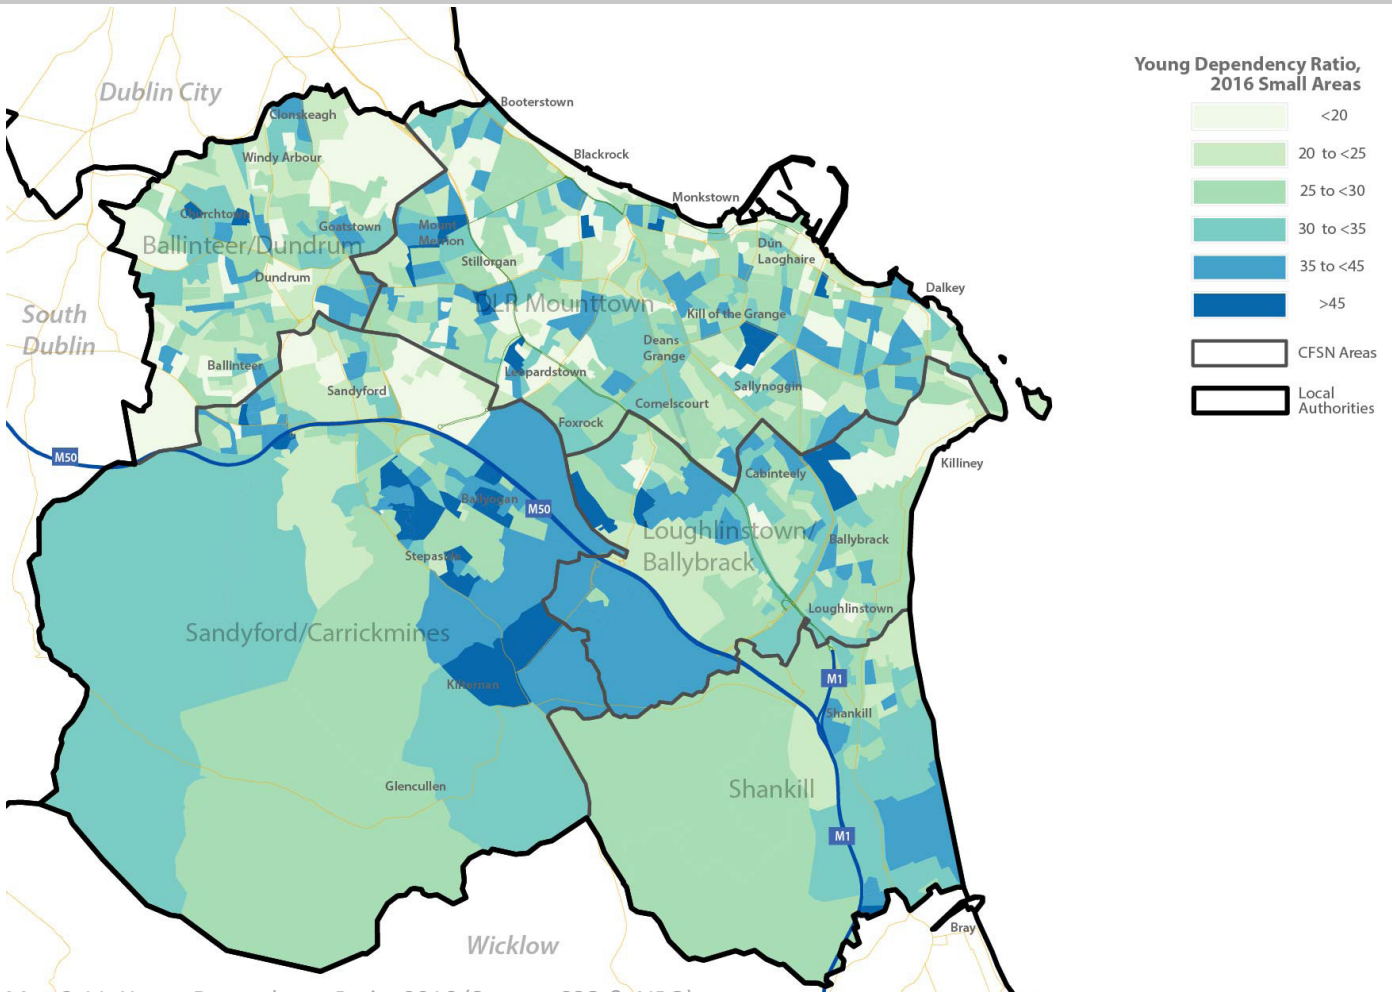 Young Dependency Ratio,
2016 Small Areas
<20
20 to <25
25 to <30
30 to <35
35 to <45
>45
CFSN Areas
Local
Authorities
Dublin City
Clonskeagh
Booterstown
Windy Arbour
Blackrock
Monkstown
Churchtown
Goatstown
Mount
Merrion
Ballinteer/Dundrum
Dún
Laoghaire
Stillorgan
Dundrum
Dalkey
DLR Mounttown
South
Dublin
Kill of the Grange
Deans
Grange
Ballinteer
Leopardstown
Sandyford
Sallynoggin
Cornelscourt
Foxrock
M50
Killiney
Cabinteely
Ballyogan
M50
Loughlinstown/
Ballybrack
Ballybrack
Stepaside
Loughlinstown
Sandyford/Carrickmines
M1
Kilternan
Shankill
Glencullen
Shankill
M1
Bray
Wicklow